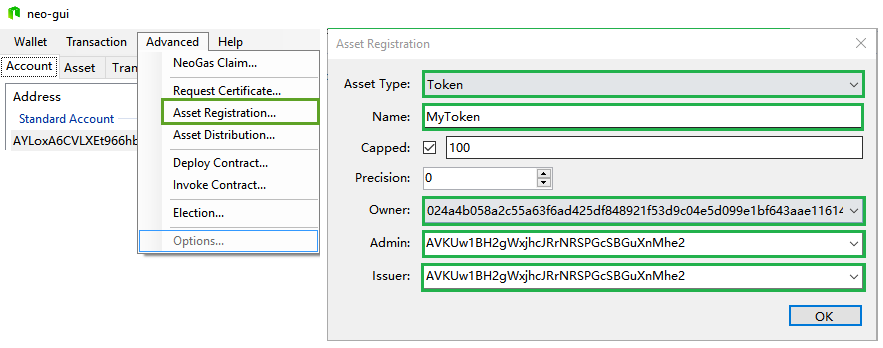 neo-gui
Wallet Transaction Advanced Help
Account Asset Tran
Address
Standard Account
AYLoxA6CVLXEt966hb
NeoGas Claim...
Request Certificate...
Asset Registration...
Asset Distribution...
Deploy Contract...
Invoke Contract...
Election...
Options...
Asset Registration
Asset Type: Token
Name: MyToken
Capped: 100
Precision: 0
Owner: 024a4b058a2c55a63f6ad425df848921f53d9c04e5d099e1bf643aae11614
Admin: AVKUw1BH2gWxjhcJRrNRSPGcSBGuXnMhe2
Issuer: AVKUw1BH2gWxjhcJRrNRSPGcSBGuXnMhe2
OK